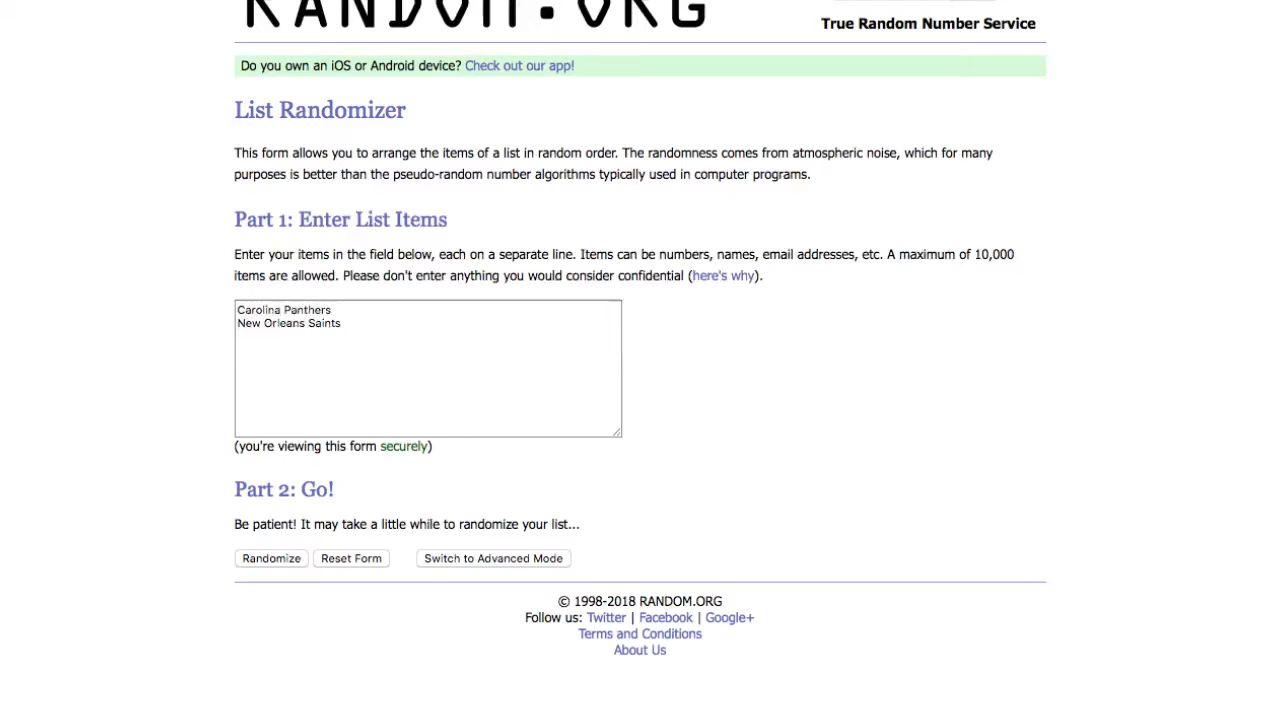 RANDOM.ORG
True Random Number Service
Do you own an iOS or Android device? Check out our app!
List Randomizer
This form allows you to arrange the items of a list in random order. The randomness comes from atmospheric noise, which for many
purposes is better than the pseudo-random number algorithms typically used in computer programs.
Part 1: Enter List Items
Enter your items in the field below, each on a separate line. Items can be numbers, names, email addresses, etc. A maximum of 10,000
items are allowed. Please don't enter anything you would consider confidential (here's why).
Carolina Panthers
New Orleans Saints
(you're viewing this form securely)
Part 2: Go!
Be patient! It may take a little while to randomize your list...
Randomize Reset Form Switch to Advanced Mode
© 1998-2018 RANDOM.ORG
Follow us: Twitter | Facebook | Google+
Terms and Conditions
About Us